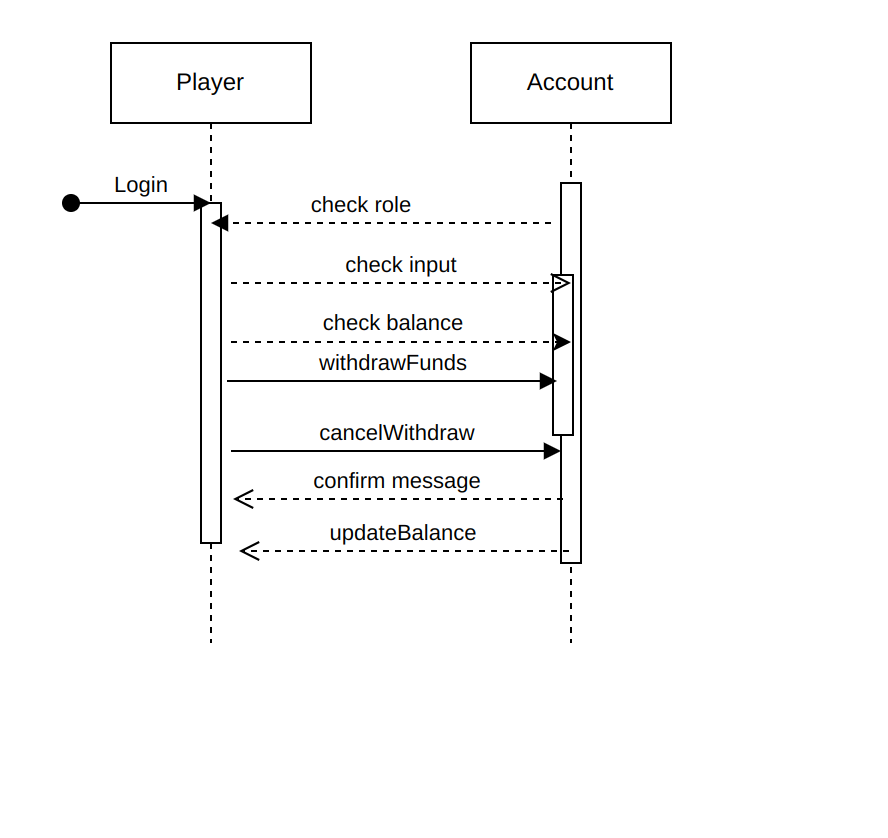 Player
Account
Login
check role
check input
check balance
withdrawFunds
cancelWithdraw
confirm message
updateBalance